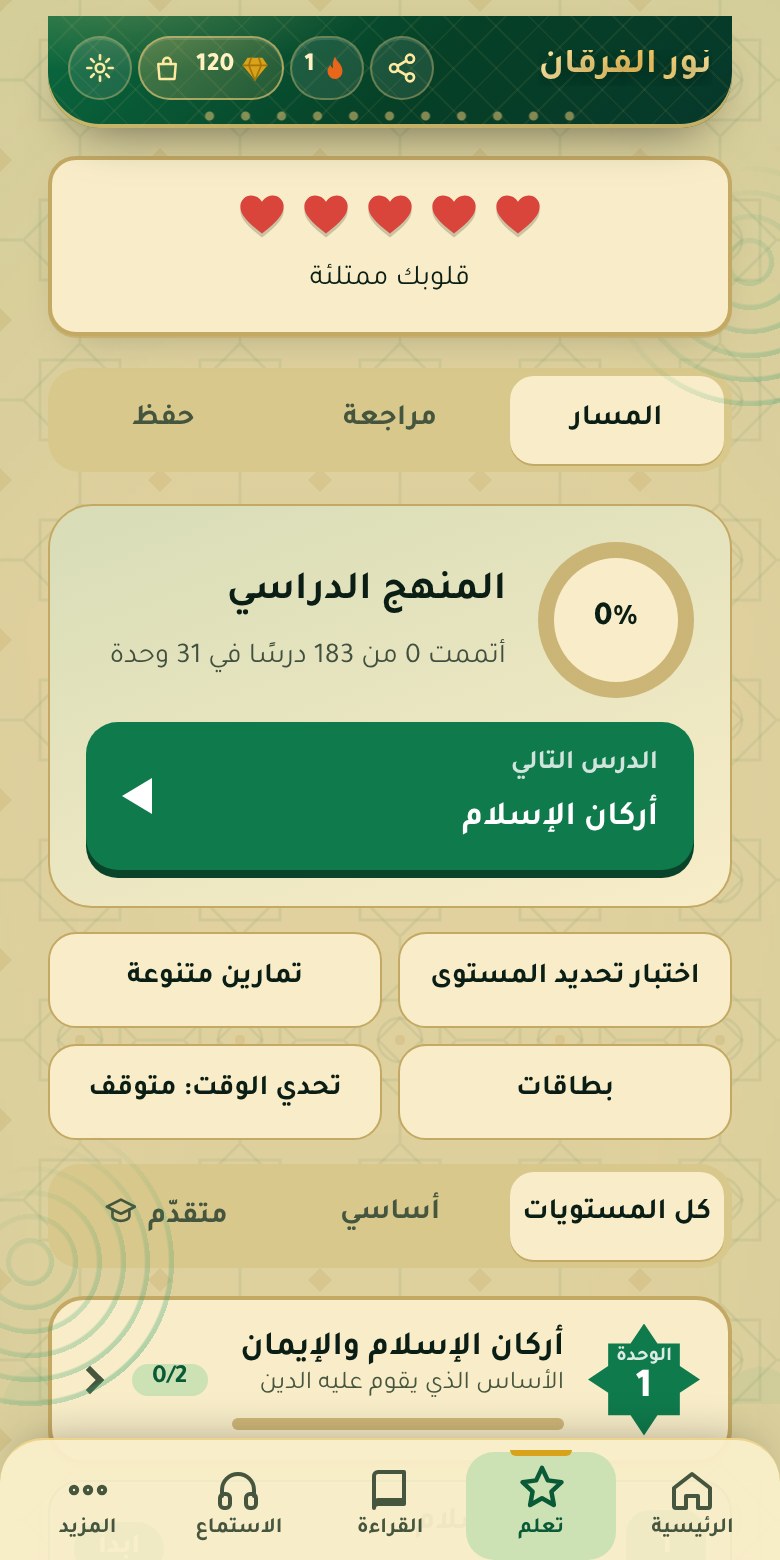 نور الفرقان
1
120
قلوبك ممتلئة
المسار
مراجعة
حفظ
0%
المنهج الدراسي
أتممت 0 من 183 درسًا في 31 وحدة
الدرس التالي
أركان الإسلام
اختبار تحديد المستوى
تمارين متنوعة
بطاقات
تحدي الوقت: متوقف
كل المستويات
أساسي
متقدّم
الوحدة
1
أركان الإسلام والإيمان
الأساس الذي يقوم عليه الدين
0/2
الرئيسية
تعلم
القراءة
الاستماع
المزيد